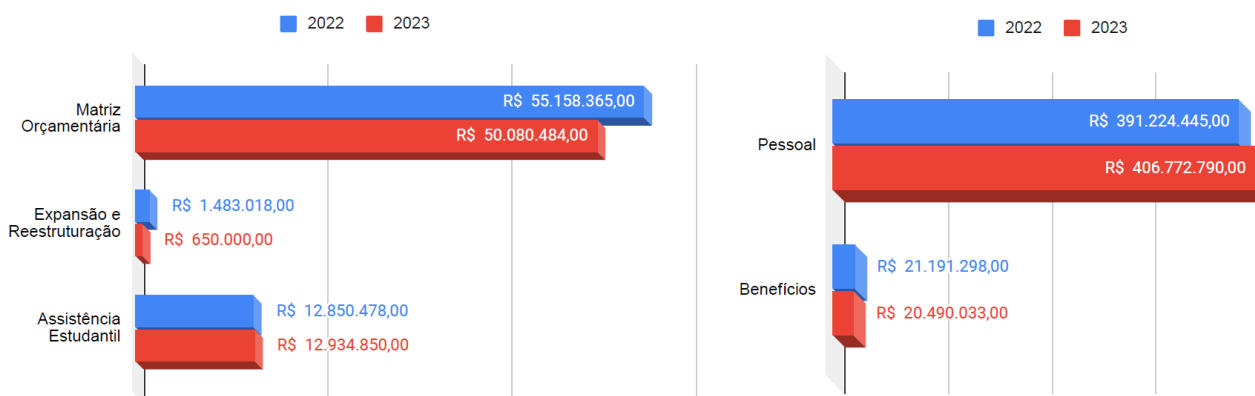 2022 2023
Matriz
Orçamentária
R$ 55.158.365,00
R$ 50.080.484,00
Expansão e
Reestruturação
R$ 1.483.018,00
R$ 650.000,00
Assistência
Estudantil
R$ 12.850.478,00
R$ 12.934.850,00
2022 2023
Pessoal
R$ 391.224.445,00
R$ 406.772.790,00
Benefícios
R$ 21.191.298,00
R$ 20.490.033,00